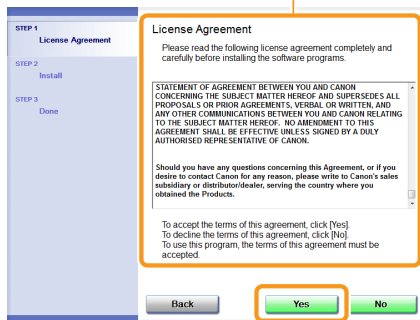 STEP 1
License Agreement
STEP 2
Install
STEP 3
Done
License Agreement
Please read the following license agreement completely and
carefully before installing the software programs.
STATEMENT OF AGREEMENT BETWEEN YOU AND CANON
CONCERNING THE SUBJECT MATTER HEREOF AND SUPERSEDES ALL
PROPOSALS OR PRIOR AGREEMENTS, VERBAL OR WRITTEN, AND
ANY OTHER COMMUNICATIONS BETWEEN YOU AND CANON RELATING
TO THE SUBJECT MATTER HEREOF. NO AMENDMENT TO THIS
AGREEMENT SHALL BE EFFECTIVE UNLESS SIGNED BY A DULY
AUTHORISED REPRESENTATIVE OF CANON.
Should you have any questions concerning this Agreement, or if you
desire to contact Canon for any reason, please write to Canon's sales
subsidiary or distributor/dealer, serving the country where you
obtained the Products.
To accept the terms of this agreement, click [Yes].
To decline the terms of this agreement, click [No].
To use this program, the terms of this agreement must be
accepted.
Back
Yes
No